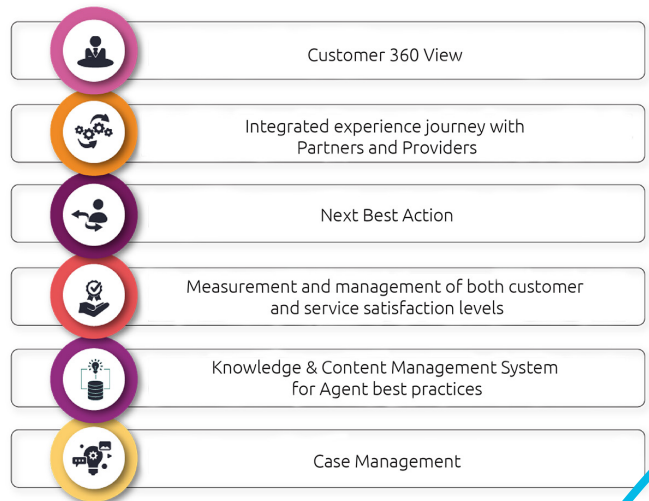 Customer 360 View
Integrated experience journey with
Partners and Providers
Next Best Action
Measurement and management of both customer
and service satisfaction levels
Knowledge & Content Management System
for Agent best practices
Case Management